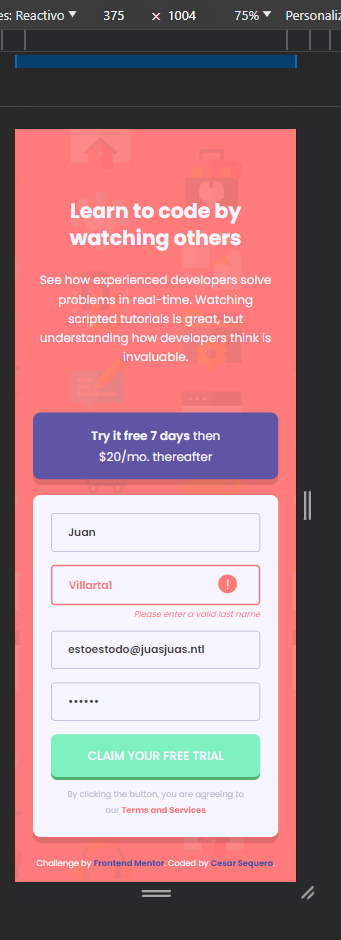 es: Reactivo ▼ 375 × 1004 75% ▼ Personaliz
Learn to code by
watching others
See how experienced developers solve
problems in real-time. Watching
scripted tutorials is great, but
understanding how developers think is
invaluable.
Try it free 7 days then
$20/mo. thereafter
Juan
Villarta1
!
Please enter a valid last name
estoestodo@juasjuas.ntl
••••••
CLAIM YOUR FREE TRIAL
By clicking the button, you are agreeing to
our Terms and Services
Challenge by Frontend Mentor. Coded by Cesar Sequera.